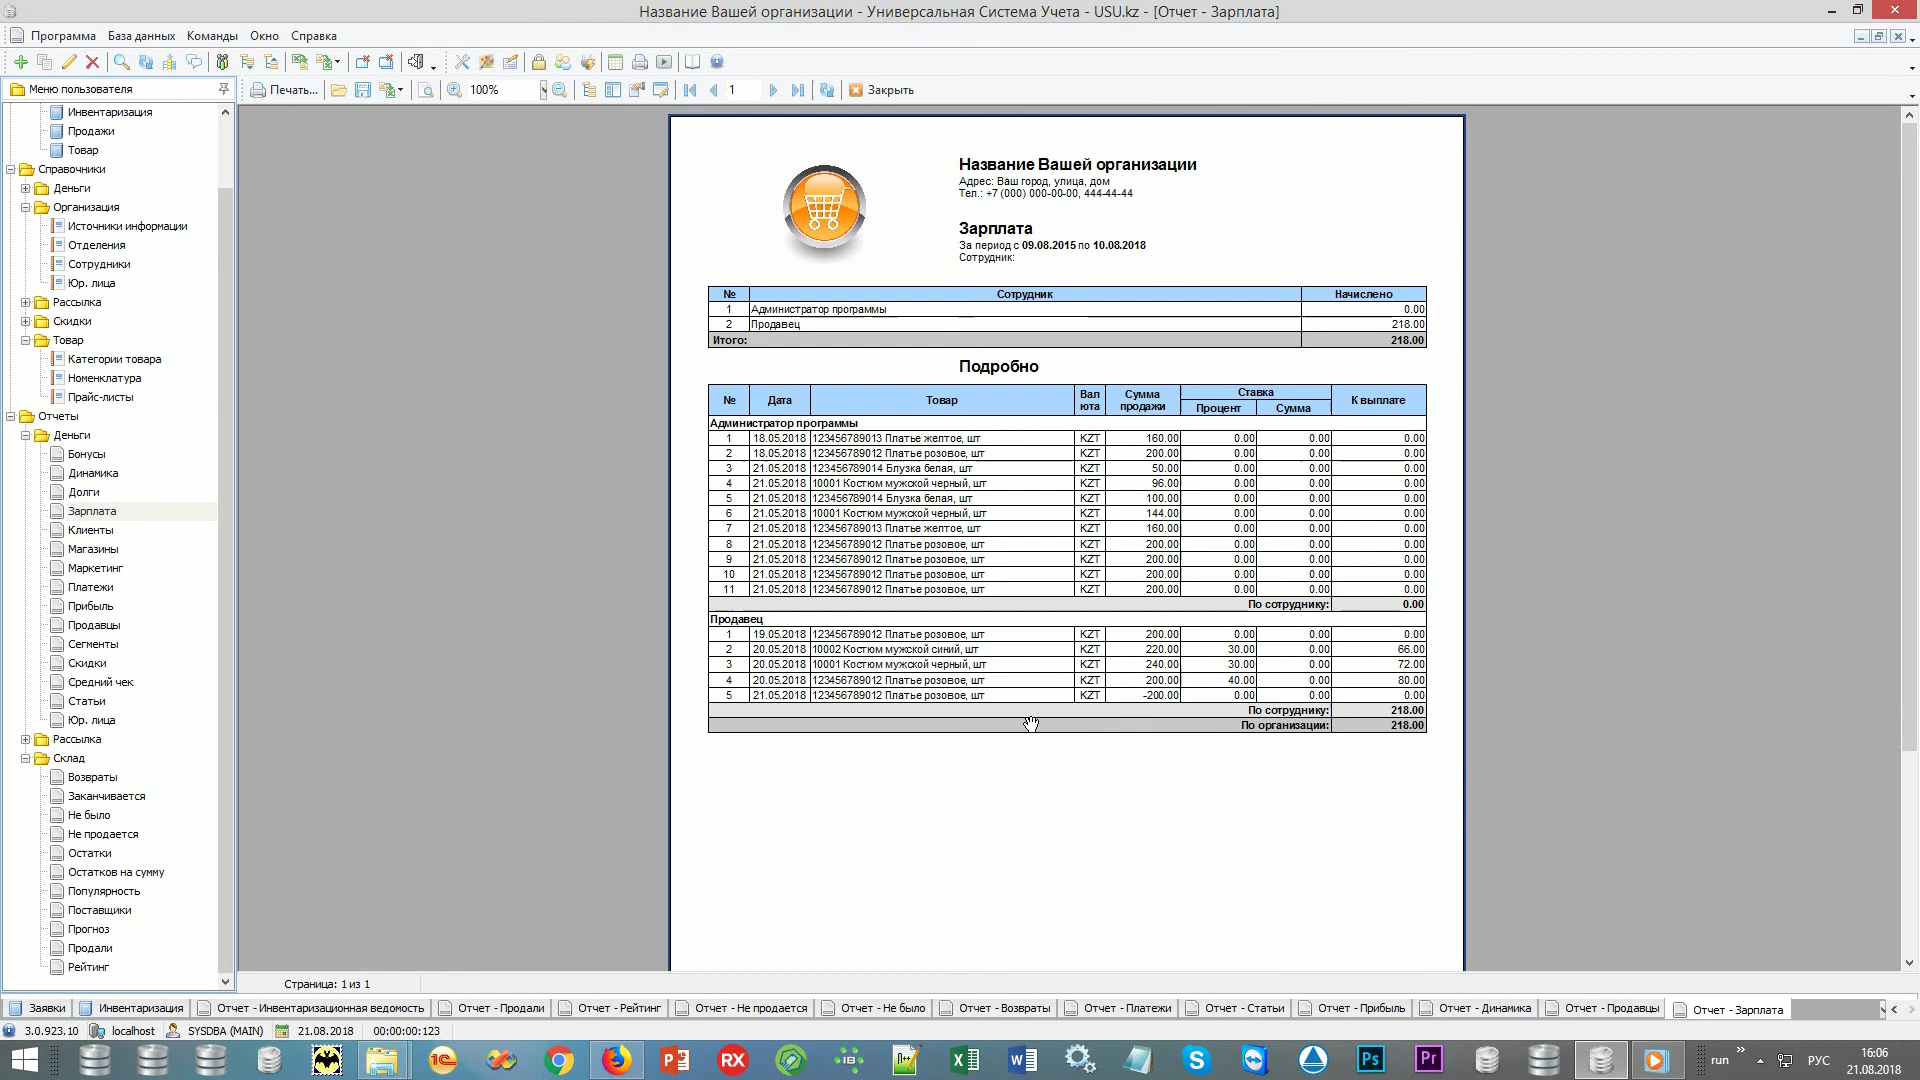 Название Вашей организации - Универсальная Система Учета - USU.kz - [Отчет - Зарплата]
Программа База данных Команды Окно Справка
Меню пользователя
Печать... 100% 1 Закрыть
Инвентаризация
Продажи
Товар
Справочники
Деньги
Организация
Источники информации
Отделения
Сотрудники
Юр. лица
Рассылка
Скидки
Товар
Категории товара
Номенклатура
Прайс-листы
Отчеты
Деньги
Бонусы
Динамика
Долги
Зарплата
Клиенты
Магазины
Маркетинг
Платежи
Прибыль
Продавцы
Сегменты
Скидки
Средний чек
Статьи
Юр. лица
Рассылка
Склад
Возвраты
Заканчивается
Не было
Не продается
Остатки
Остатков на сумму
Популярность
Поставщики
Прогноз
Продали
Рейтинг
Название Вашей организации
Адрес: Ваш город, улица, дом
Тел.: +7 (000) 000-00-00, 444-44-44
Зарплата
За период с 09.08.2015 по 10.08.2018
Сотрудник:
№ Сотрудник Начислено
1 Администратор программы 0.00
2 Продавец 218.00
Итого: 218.00
Подробно
№ Дата Товар Вал юта Сумма продажи Ставка К выплате
Процент Сумма
Администратор программы
1 18.05.2018 123456789013 Платье желтое, шт KZT 160.00 0.00 0.00 0.00
2 18.05.2018 123456789012 Платье розовое, шт KZT 200.00 0.00 0.00 0.00
3 21.05.2018 123456789014 Блузка белая, шт KZT 50.00 0.00 0.00 0.00
4 21.05.2018 10001 Костюм мужской черный, шт KZT 96.00 0.00 0.00 0.00
5 21.05.2018 123456789014 Блузка белая, шт KZT 100.00 0.00 0.00 0.00
6 21.05.2018 10001 Костюм мужской черный, шт KZT 144.00 0.00 0.00 0.00
7 21.05.2018 123456789013 Платье желтое, шт KZT 160.00 0.00 0.00 0.00
8 21.05.2018 123456789012 Платье розовое, шт KZT 200.00 0.00 0.00 0.00
9 21.05.2018 123456789012 Платье розовое, шт KZT 200.00 0.00 0.00 0.00
10 21.05.2018 123456789012 Платье розовое, шт KZT 200.00 0.00 0.00 0.00
11 21.05.2018 123456789012 Платье розовое, шт KZT 200.00 0.00 0.00 0.00
По сотруднику: 0.00
Продавец
1 19.05.2018 123456789012 Платье розовое, шт KZT 200.00 0.00 0.00 0.00
2 20.05.2018 10002 Костюм мужской синий, шт KZT 220.00 30.00 0.00 66.00
3 20.05.2018 10001 Костюм мужской черный, шт KZT 240.00 30.00 0.00 72.00
4 20.05.2018 123456789012 Платье розовое, шт KZT 200.00 40.00 0.00 80.00
5 21.05.2018 123456789012 Платье розовое, шт KZT -200.00 0.00 0.00 0.00
По сотруднику: 218.00
По организации: 218.00
Страница: 1 из 1
Заявки Инвентаризация Отчет - Инвентаризационная ведомость Отчет - Продали Отчет - Рейтинг Отчет - Не продается Отчет - Не было Отчет - Возвраты Отчет - Платежи Отчет - Статьи Отчет - Прибыль Отчет - Динамика Отчет - Продавцы Отчет - Зарплата
3.0.923.10 localhost SYSDBA (MAIN) 21.08.2018 00:00:00:123
run РУС 16:06
21.08.2018